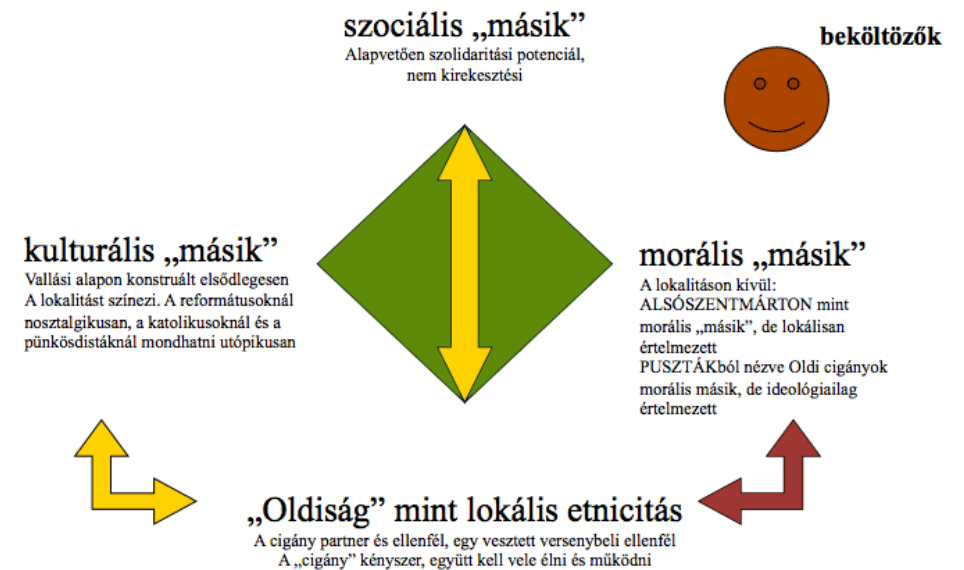 szociális „másik”
Alapvetően szolidaritási potenciál,
nem kirekesztési
beköltözők
kulturális „másik”
Vallási alapon konstruált elsődlegesen
A lokalitást színezi. A reformátusoknál
nosztalgikusan, a katolikusoknál és a
pünkösdistáknál mondhatni utópikusan
morális „másik”
A lokalitáson kívül:
ALSÓSZENTMÁRTON mint
morális „másik”, de lokálisan
értelmezett
PUSZTÁKból nézve Oldi cigányok
morális másik, de ideológiailag
értelmezett
„Oldiság” mint lokális etnicitás
A cigány partner és ellenfél, egy vesztett versenybeli ellenfél
A „cigány” kényszer, együtt kell vele élni és működni